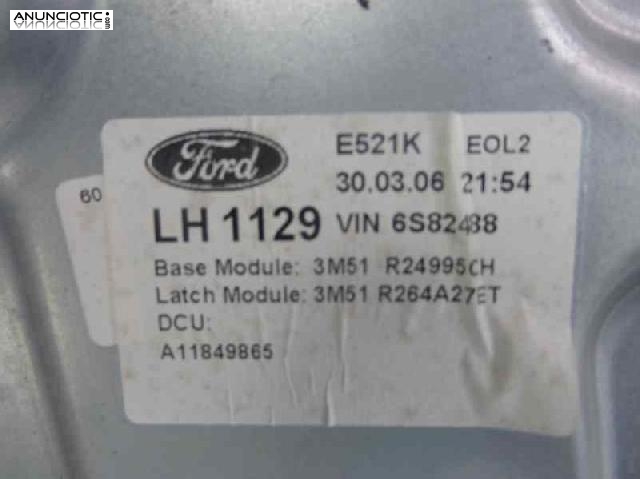 ANUNCIOTIC.es
Ford
E521K EOL2
30.03.06 21:54
LH 1129 VIN 6S82488
60
Base Module: 3M51 R24995CH
Latch Module: 3M51 R264A27ET
DCU:
A11849865